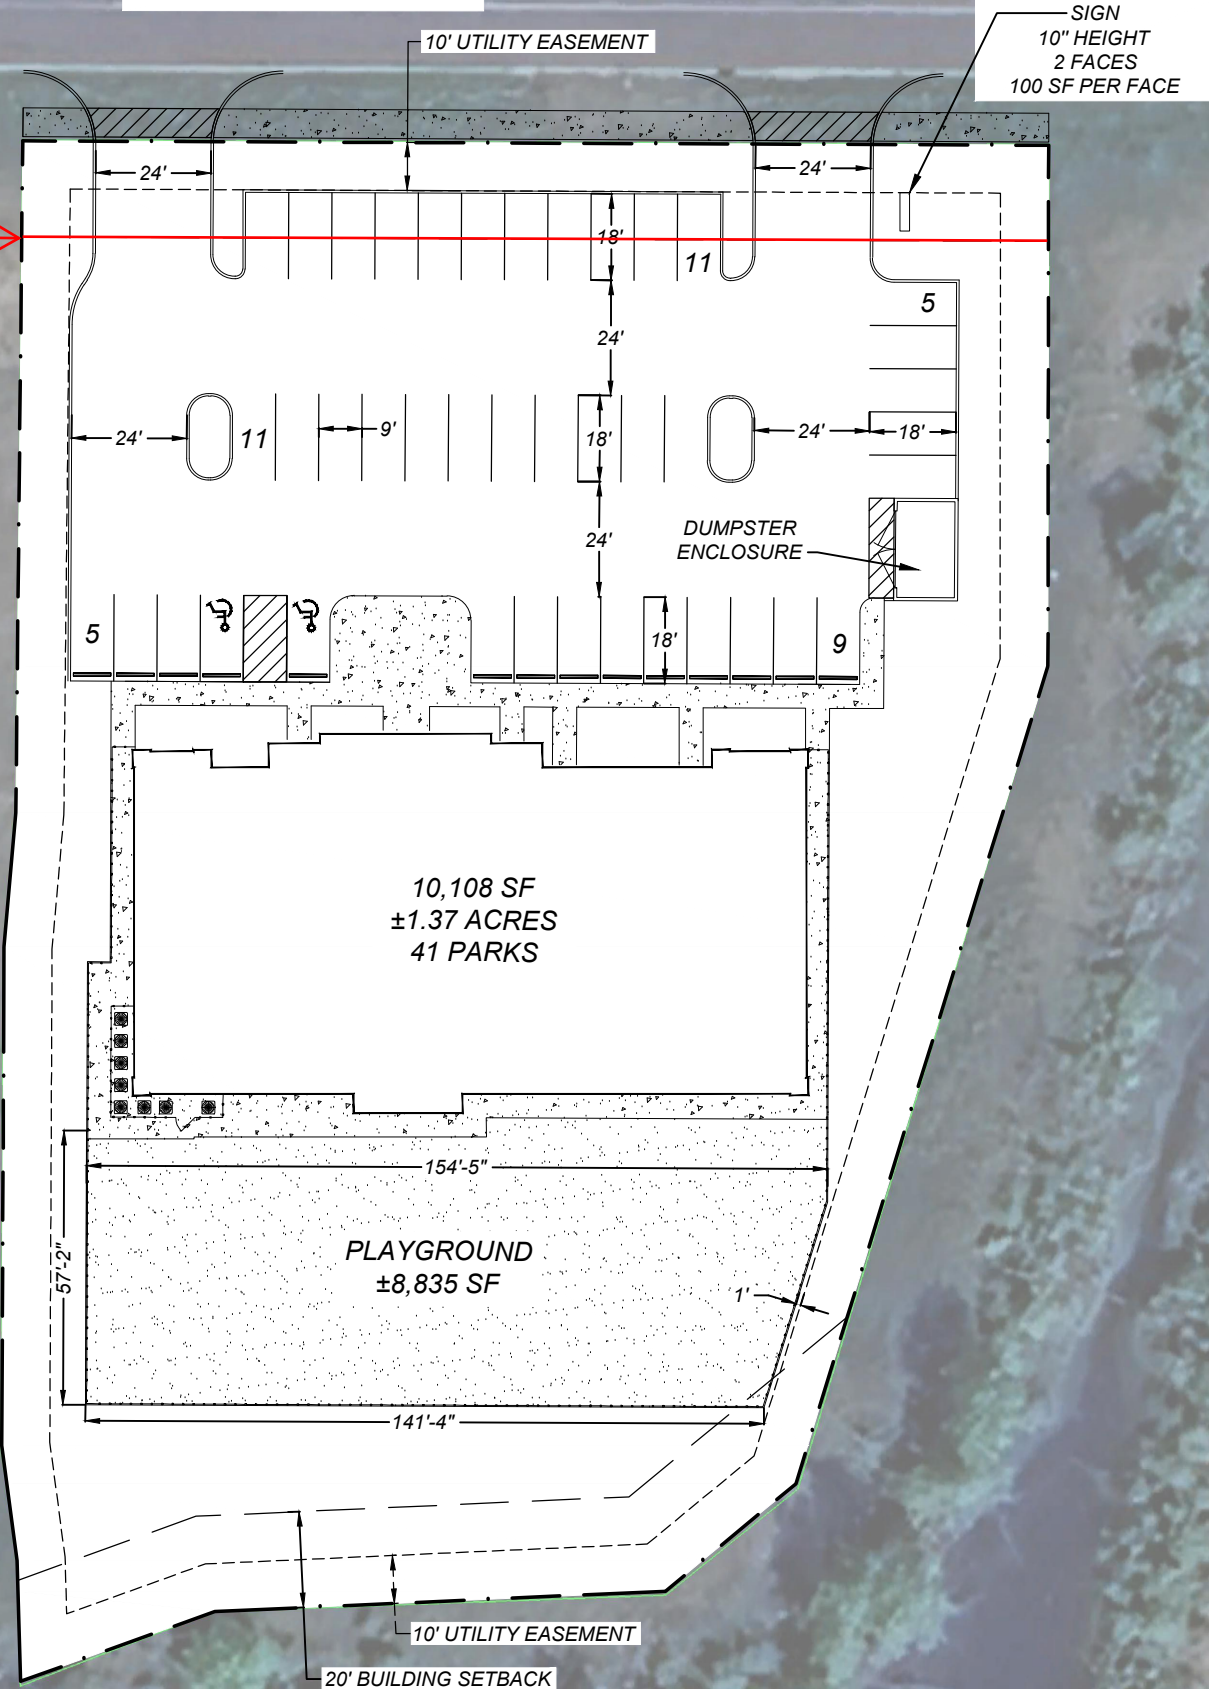 10' UTILITY EASEMENT
SIGN
10" HEIGHT
2 FACES
100 SF PER FACE
24'
24'
18'
11
5
24'
24'
11
9'
18'
24'
18'
24'
DUMPSTER
ENCLOSURE
5
18'
9
10,108 SF
±1.37 ACRES
41 PARKS
154'-5"
57'-2"
PLAYGROUND
±8,835 SF
1'
141'-4"
10' UTILITY EASEMENT
20' BUILDING SETBACK